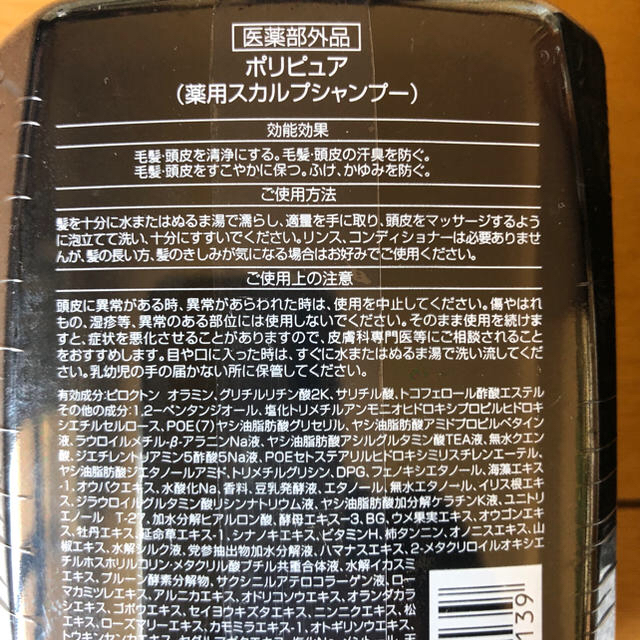 医薬部外品
ポリピュア
(薬用スカルプシャンプー)
効能効果
毛髪・頭皮を清浄にする。毛髪・頭皮の汗臭を防ぐ。
毛髪・頭皮をすこやかに保つ。ふけ、かゆみを防ぐ。
ご使用方法
髪を十分に水またはぬるま湯で濡らし、適量を手に取り、頭皮をマッサージするよう
に泡立てて洗い、十分にすすいでください。リンス、コンディショナーは必要ありませ
んが、髪の長い方、髪のきしみが気になる場合はお好みでご使用ください。
ご使用上の注意
頭皮に異常がある時、異常があらわれた時は、使用を中止してください。傷やはれ
もの、湿疹等、異常のある部位には使用しないでください。そのまま使用を続けま
すと、症状を悪化させることがありますので、皮膚科専門医等にご相談されること
をおすすめします。目や口に入った時は、すぐに水またはぬるま湯で洗い流してくだ
さい。乳幼児の手の届かない所に保管してください。
有効成分:ピロクトン オラミン、グリチルリチン酸2K、サリチル酸、トコフェロール酢酸エステル
その他の成分:1,2-ペンタンジオール、塩化トリメチルアンモニオヒドロキシプロピルヒドロキ
シエチルセルロース、POE(7)ヤシ油脂肪酸グリセリル、ヤシ油脂肪酸アミドプロピルベタイン
液、ラウロイルメチル-β-アラニンNa液、ヤシ油脂肪酸アシルグルタミン酸TEA液、無水クエン
酸、ジエチレントリアミン5酢酸5Na液、POEセトステアリルヒドロキシミリスチレンエーテル、
ヤシ油脂肪酸ジエタノールアミド、トリメチルグリシン、DPG、フェノキシエタノール、海藻エキス
-1、オウバクエキス、水酸化Na、香料、豆乳発酵液、エタノール、無水エタノール、イリス根エキ
ス、ジラウロイルグルタミン酸リシンナトリウム液、ヤシ油脂肪酸加水分解ケラチンK液、ユニトリ
エノール T-27、加水分解ヒアルロン酸、酵母エキス-3、BG、ウメ果実エキス、オウゴンエキ
ス、牡丹エキス、延命草エキス-1、シナノキエキス、ビタミンH、柿タンニン、オノニスエキス、山
椒エキス、水解シルク液、党参抽出物加水分解液、ハマナスエキス、2-メタクリロイルオキシエ
チルホスホリルコリン・メタクリル酸ブチル共重合体液、水解イカスミ
エキス、プルーン酵素分解物、サクシニルアテロコラーゲン液、ロー
マカミツレエキス、アルニカエキス、オドリコソウエキス、オランダカラ
シエキス、ゴボウエキス、セイヨウキズタエキス、ニンニクエキス、松
エキス、ローズマリーエキス、カモミラエキス-1、オトギリソウエキス、
トウキンセンカエキス、
139